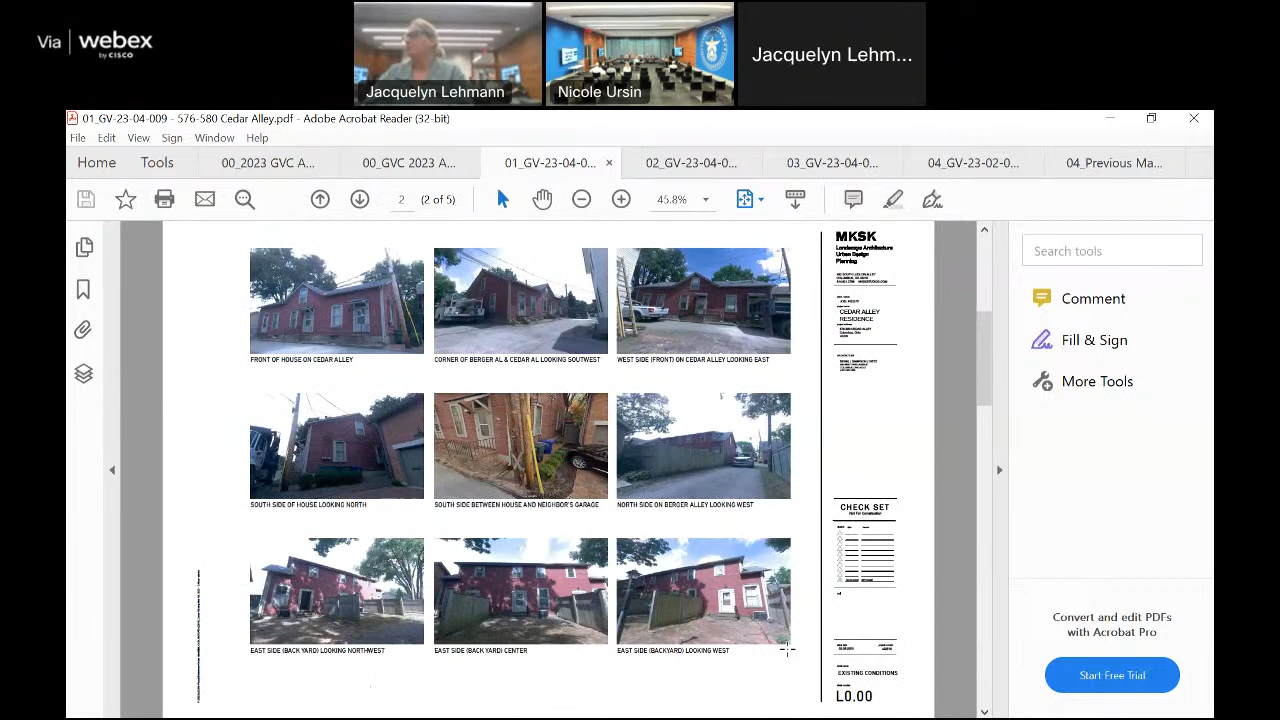 Via webex
by CISCO
Jacquelyn Lehmann
Nicole Ursin
Jacquelyn Lehm...
01_GV-23-04-009 - 576-580 Cedar Alley.pdf - Adobe Acrobat Reader (32-bit)
File Edit View Sign Window Help
Home Tools 00_2023 GVC A... 00_GVC 2023 A... 01_GV-23-04-0... × 02_GV-23-04-0... 03_GV-23-04-0... 04_GV-23-02-0... 04_Previous Ma...
2 (2 of 5) 45.8%
Search tools
Comment
Fill & Sign
More Tools
Convert and edit PDFs
with Acrobat Pro
Start Free Trial
FRONT OF HOUSE ON CEDAR ALLEY
CORNER OF BERGER AL & CEDAR AL LOOKING SOUTWEST
WEST SIDE (FRONT) ON CEDAR ALLEY LOOKING EAST
SOUTH SIDE OF HOUSE LOOKING NORTH
SOUTH SIDE BETWEEN HOUSE AND NEIGHBOR'S GARAGE
NORTH SIDE ON BERGER ALLEY LOOKING WEST
EAST SIDE (BACK YARD) LOOKING NORTHWEST
EAST SIDE (BACK YARD) CENTER
EAST SIDE (BACKYARD) LOOKING WEST
MKSK
Landscape Architecture
Urban Design
Planning
CEDAR ALLEY
RESIDENCE
CHECK SET
Not For Construction
EXISTING CONDITIONS
L0.00